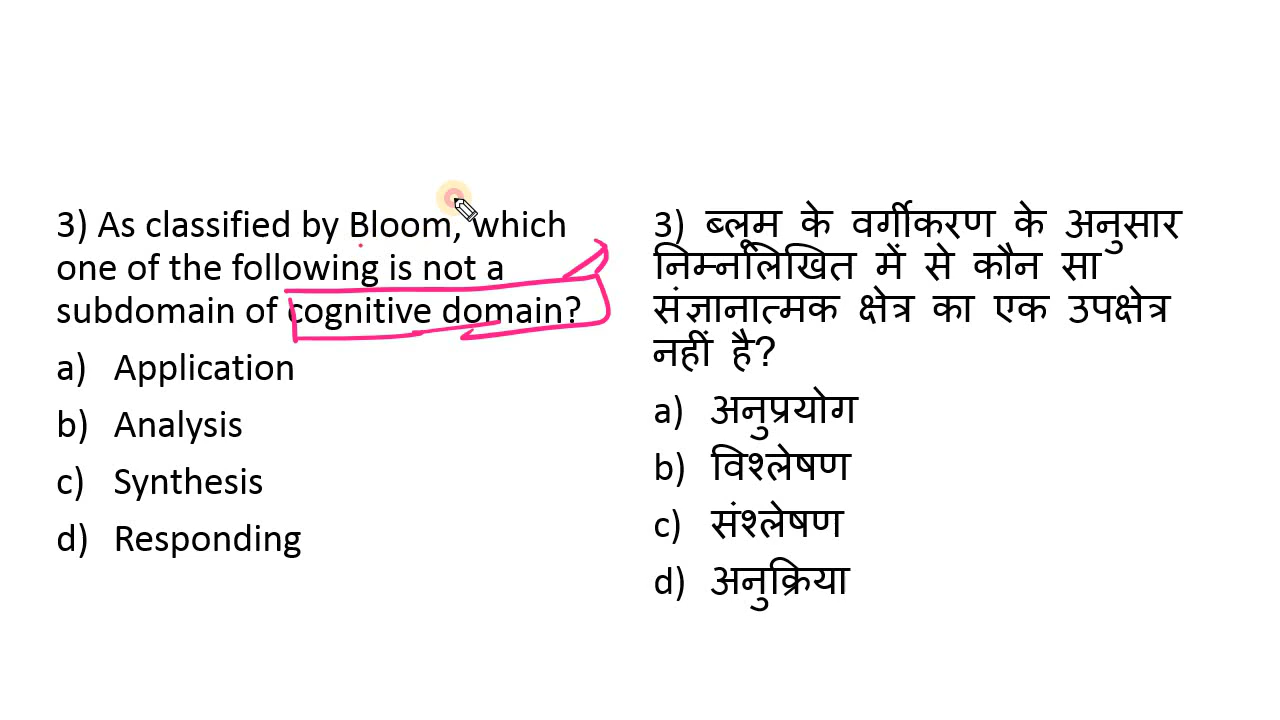 3) As classified by Bloom, which
one of the following is not a
subdomain of cognitive domain?
a) Application
b) Analysis
c) Synthesis
d) Responding
3) ब्लूम के वर्गीकरण के अनुसार
निम्नलिखित में से कौन सा
संज्ञानात्मक क्षेत्र का एक उपक्षेत्र
नहीं है?
a) अनुप्रयोग
b) विश्लेषण
c) संश्लेषण
d) अनुक्रिया